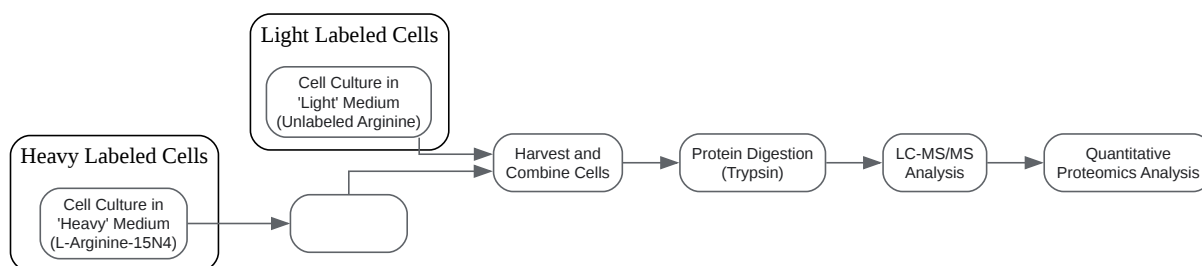 Light Labeled Cells
Cell Culture in
'Light' Medium
(Unlabeled Arginine)
Heavy Labeled Cells
Cell Culture in
'Heavy' Medium
(L-Arginine-15N4)
Harvest and
Combine Cells
Protein Digestion
(Trypsin)
LC-MS/MS
Analysis
Quantitative
Proteomics Analysis